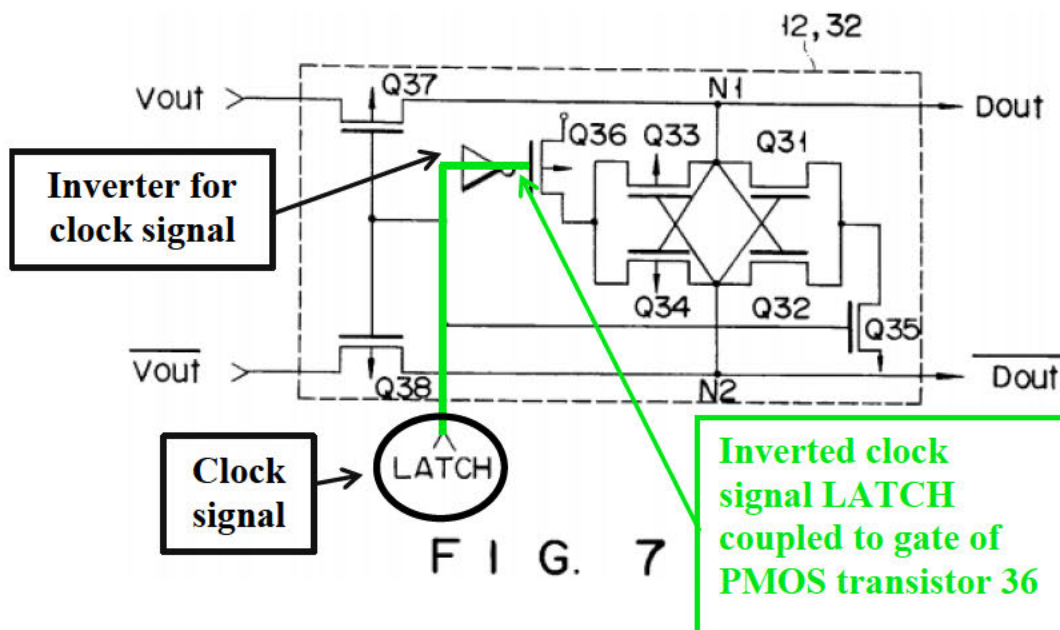 12,32
Vout
Q37
N1
Dout
Q36
Q33
Q31
Inverter for
clock signal
Q34
Q32
Q35
Vout
Q38
N2
Dout
Clock
signal
LATCH
Inverted clock
signal LATCH
coupled to gate of
PMOS transistor 36
FIG. 7